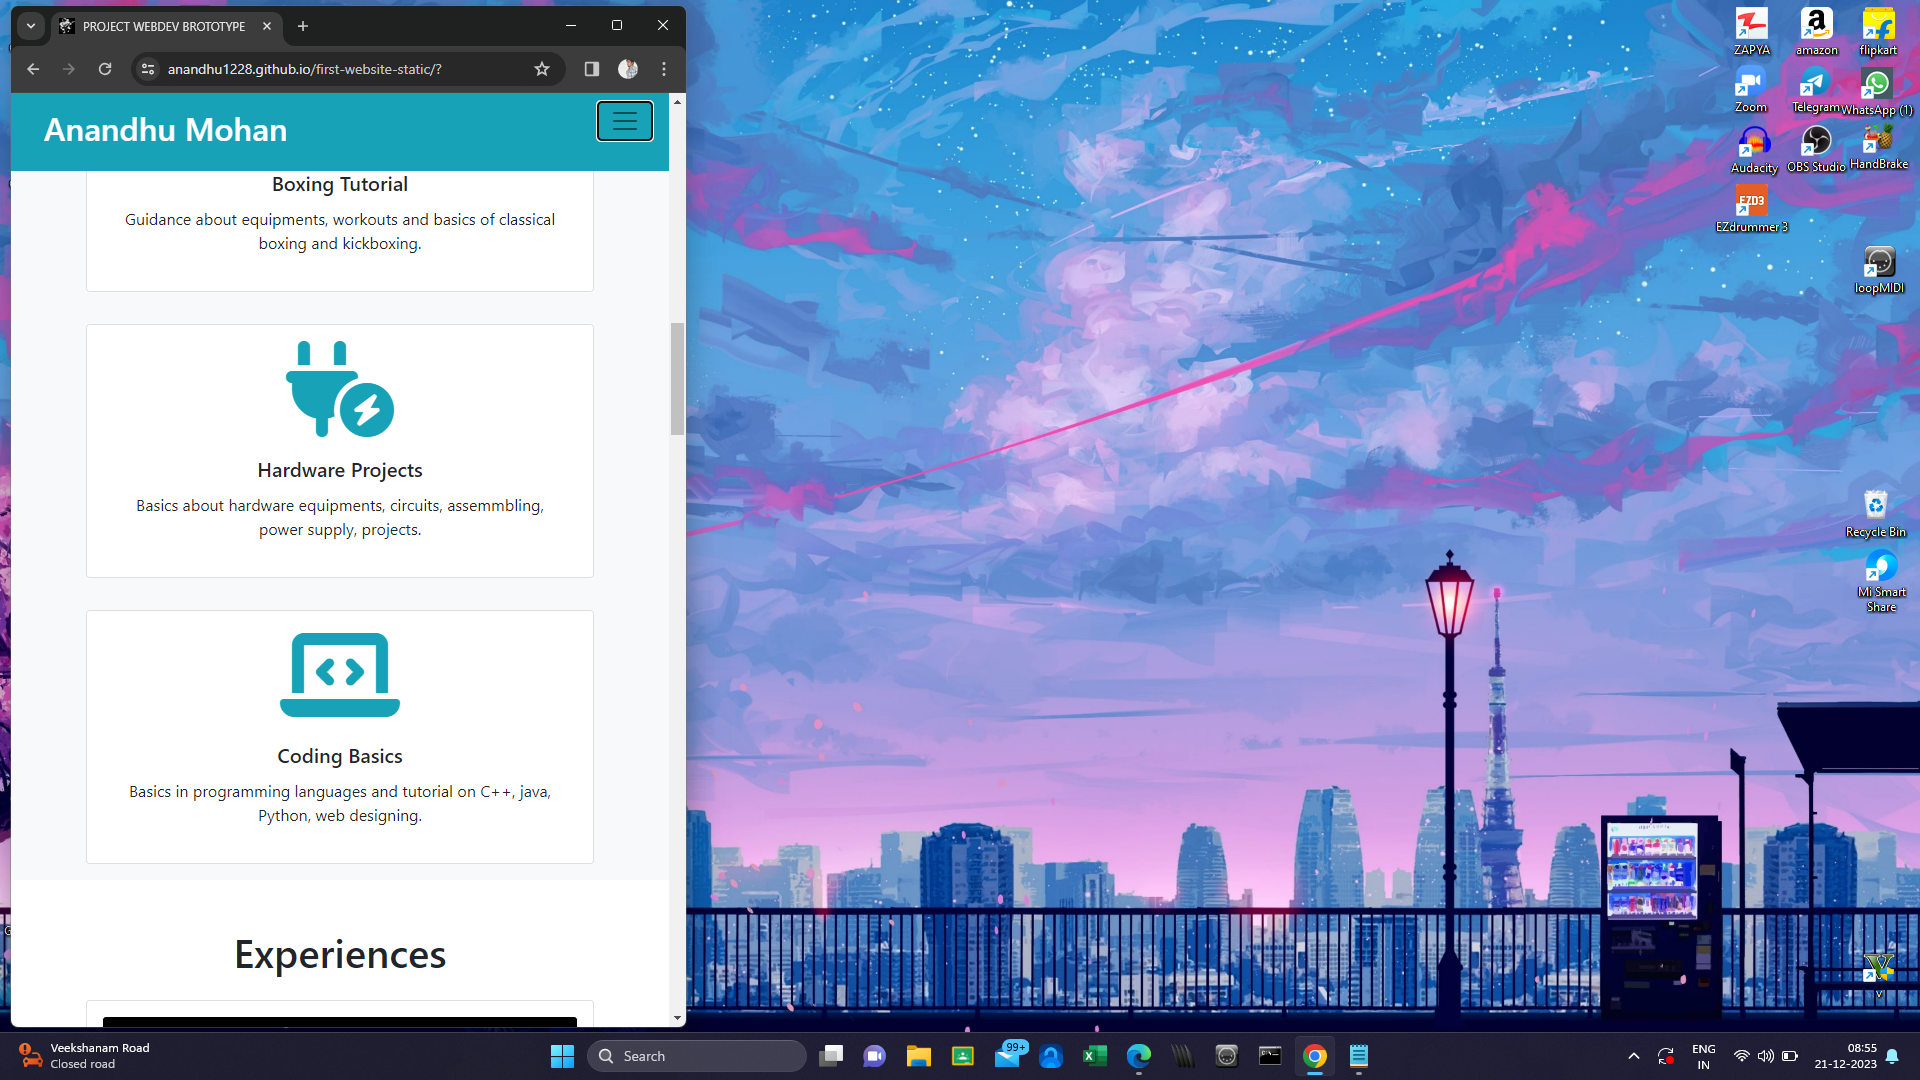 PROJECT WEBDEV BROTOTYPE
anandhu1228.github.io/first-website-static/?
Anandhu Mohan
Boxing Tutorial
Guidance about equipments, workouts and basics of classical
boxing and kickboxing.
Hardware Projects
Basics about hardware equipments, circuits, assemmbling,
power supply, projects.
Coding Basics
Basics in programming languages and tutorial on C++, java,
Python, web designing.
Experiences
ZAPYA
amazon
flipkart
Zoom
Telegram
WhatsApp (1)
Audacity
OBS Studio
HandBrake
EZD3
EZdrummer 3
loopMIDI
Recycle Bin
Mi Smart
Share
V
Veekshanam Road
Closed road
Search
99+
ENG
IN
08:55
21-12-2023